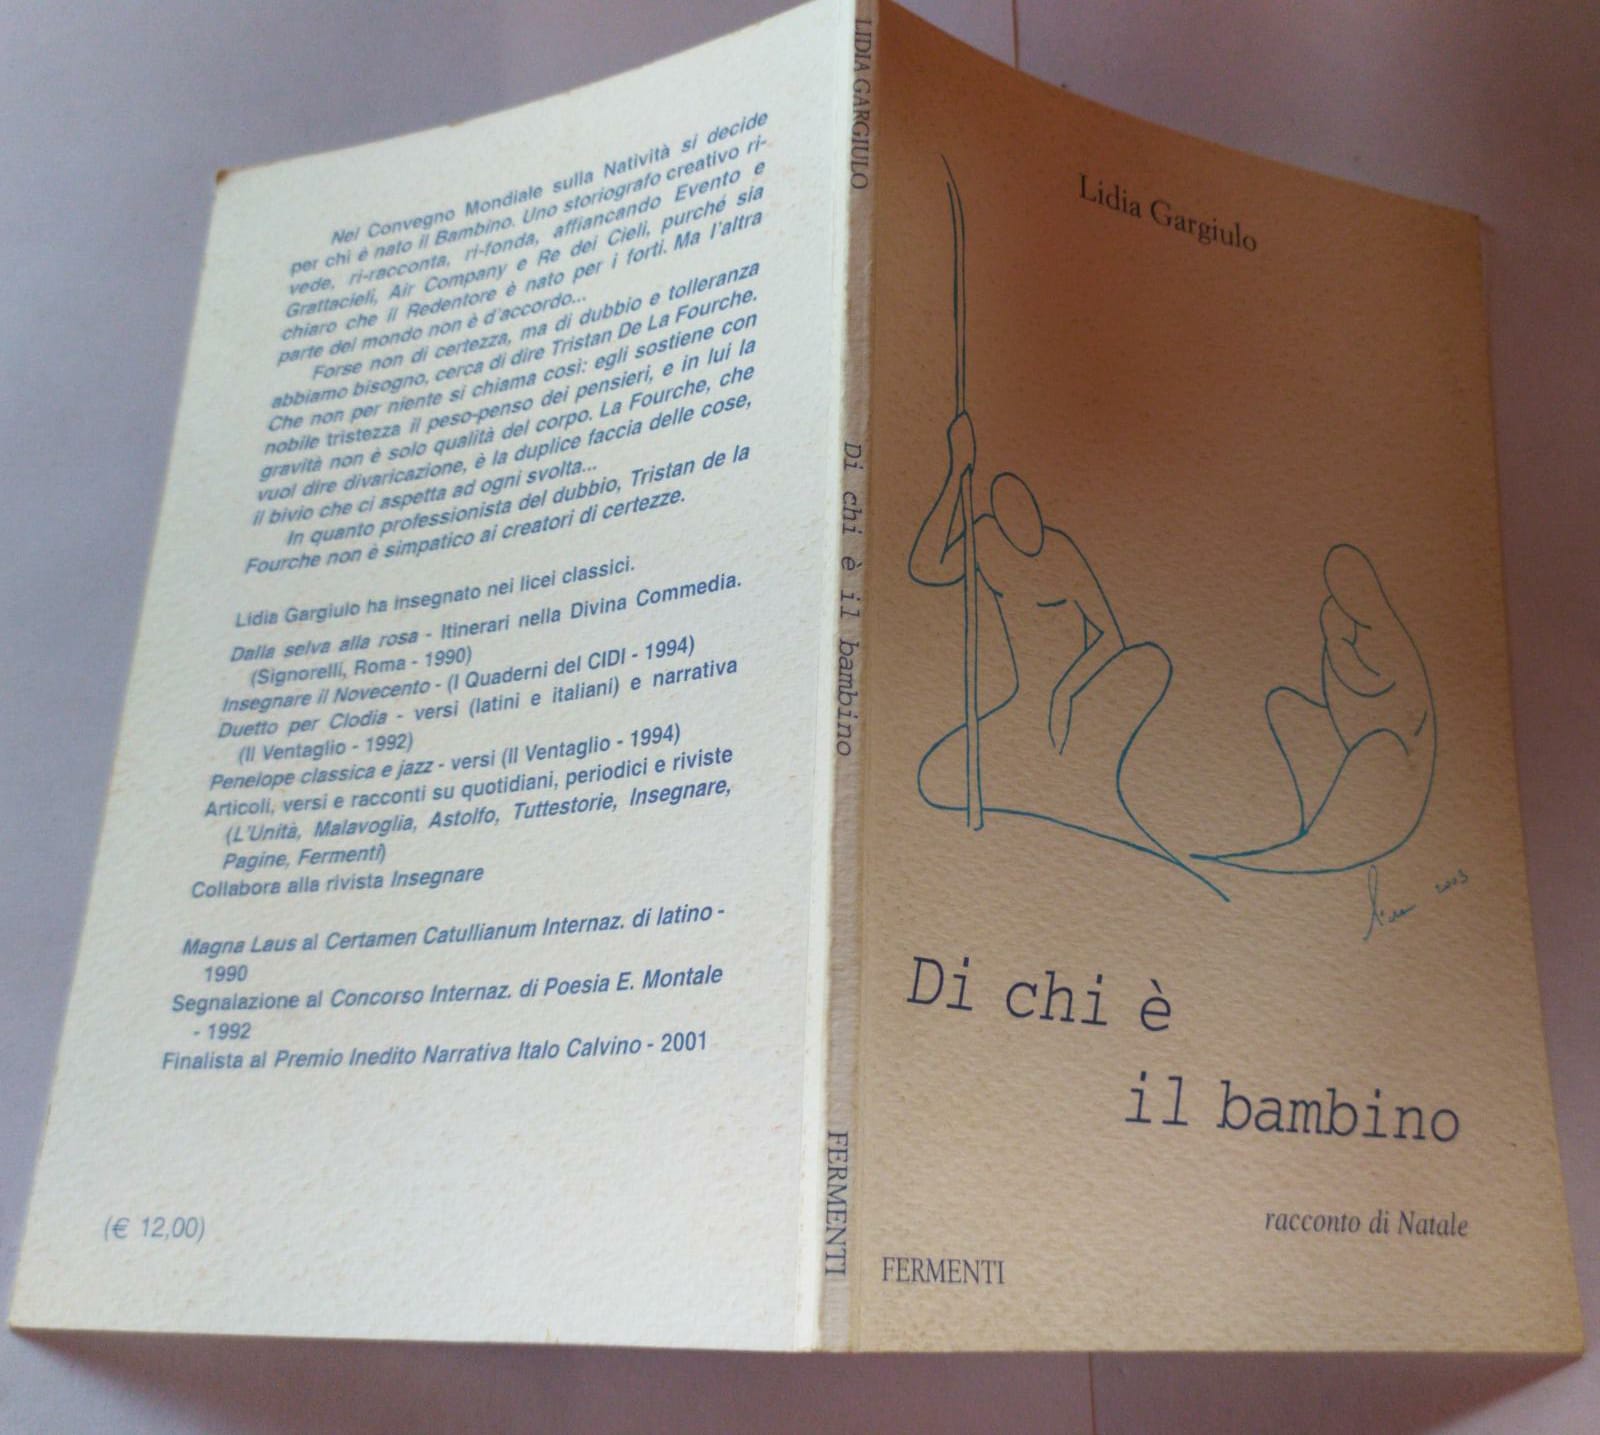 Nel Convegno Mondiale sulla Natività si decide
per chi è nato il Bambino. Uno storiografo creativo ri-
vede, ri-racconta, ri-fonda, affiancando Evento e
Grattacieli, Air Company e Re dei Cieli, purché sia
chiaro che il Redentore è nato per i forti. Ma l'altra
parte del mondo non è d'accordo...
Forse non di certezza, ma di dubbio e tolleranza
abbiamo bisogno, cerca di dire Tristan De La Fourche.
Che non per niente si chiama così: egli sostiene con
nobile tristezza il peso-penso dei pensieri, e in lui la
gravità non è solo qualità del corpo. La Fourche, che
vuol dire divaricazione, è la duplice faccia delle cose,
il bivio che ci aspetta ad ogni svolta...
In quanto professionista del dubbio, Tristan de la
Fourche non è simpatico ai creatori di certezze.
Lidia Gargiulo ha insegnato nei licei classici.
Dalla selva alla rosa - Itinerari nella Divina Commedia.
(Signorelli, Roma - 1990)
Insegnare il Novecento - (I Quaderni del CIDI - 1994)
Duetto per Clodia - versi (latini e italiani) e narrativa
(Il Ventaglio - 1992)
Penelope classica e jazz - versi (Il Ventaglio - 1994)
Articoli, versi e racconti su quotidiani, periodici e riviste
(L'Unità, Malavoglia, Astolfo, Tuttestorie, Insegnare,
Pagine, Fermenti)
Collabora alla rivista Insegnare
Magna Laus al Certamen Catullianum Internaz. di latino -
1990
Segnalazione al Concorso Internaz. di Poesia E. Montale
- 1992
Finalista al Premio Inedito Narrativa Italo Calvino - 2001
(€ 12,00)
LIDIA GARGIULO
Di chi è il bambino
FERMENTI
Lidia Gargiulo
2003
Di chi è
il bambino
racconto di Natale
FERMENTI